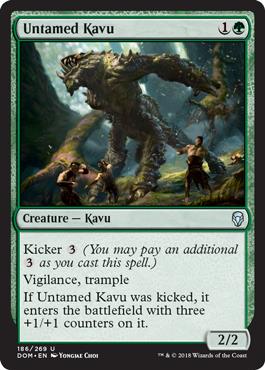 Untamed Kavu 1
Creature — Kavu
Kicker 3 (You may pay an additional
3 as you cast this spell.)
Vigilance, trample
If Untamed Kavu was kicked, it
enters the battlefield with three
+1/+1 counters on it.
2/2
186/269 U
DOM • EN YONGJAE CHOI
™ & © 2018 Wizards of the Coast